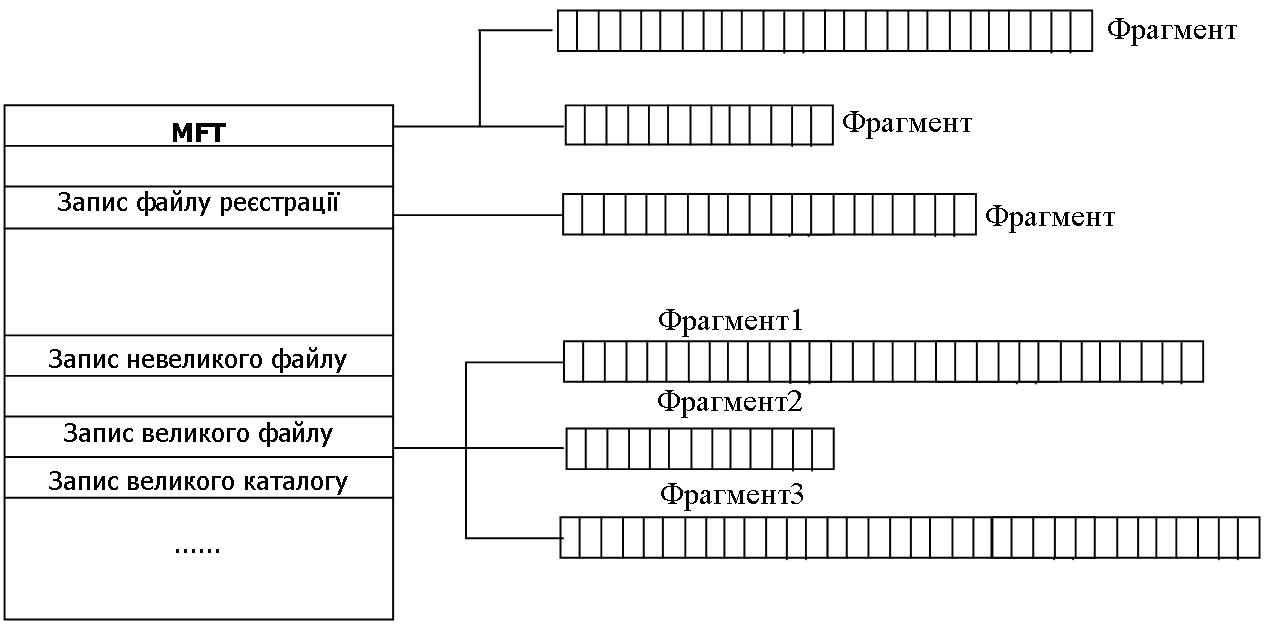 Фрагмент
MFT
Фрагмент
Запис файлу реєстрації
Фрагмент
Фрагмент1
Запис невеликого файлу
Фрагмент2
Запис великого файлу
Запис великого каталогу
Фрагмент3
......